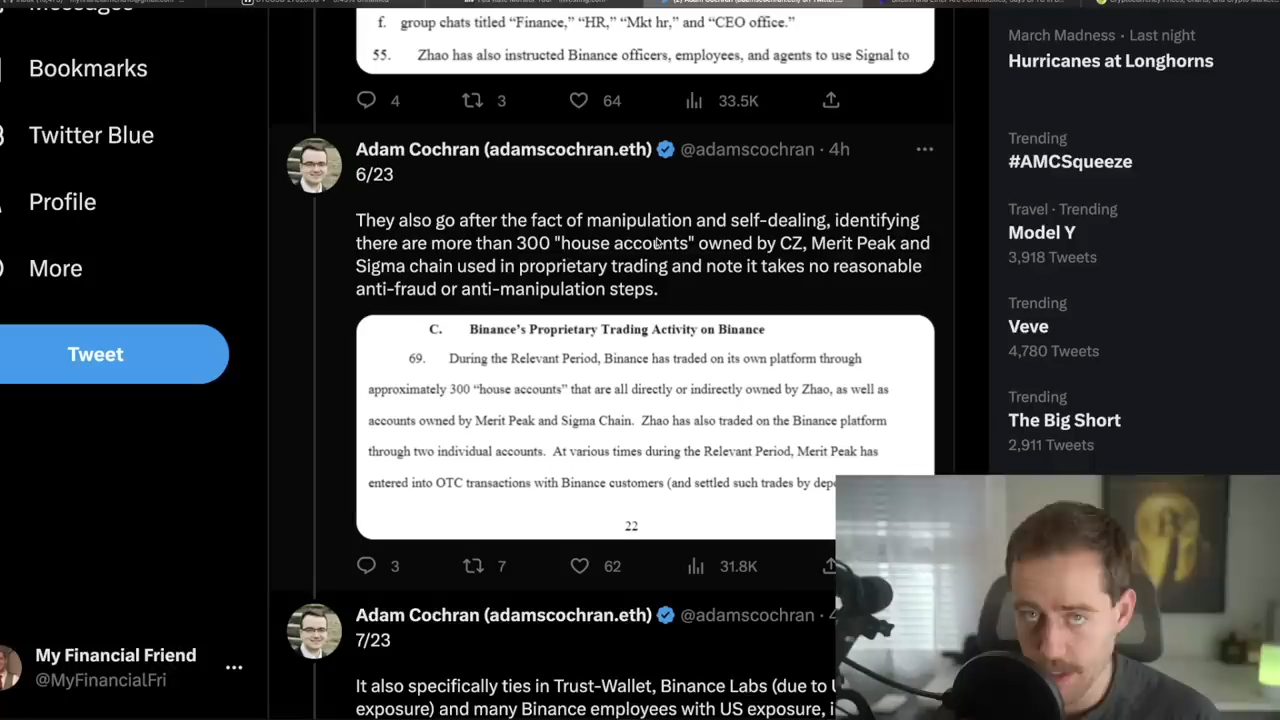 Messages
f. group chats titled “Finance,” “HR,” “Mkt hr,” and “CEO office.”
55. Zhao has also instructed Binance officers, employees, and agents to use Signal to
4 3 64 33.5K
Bookmarks
Twitter Blue
Profile
More
Tweet
My Financial Friend
@MyFinancialFri
Adam Cochran (adamscochran.eth) @adamscochran · 4h
6/23
They also go after the fact of manipulation and self-dealing, identifying
there are more than 300 "house accounts" owned by CZ, Merit Peak and
Sigma chain used in proprietary trading and note it takes no reasonable
anti-fraud or anti-manipulation steps.
C. Binance’s Proprietary Trading Activity on Binance
69. During the Relevant Period, Binance has traded on its own platform through
approximately 300 “house accounts” that are all directly or indirectly owned by Zhao, as well as
accounts owned by Merit Peak and Sigma Chain. Zhao has also traded on the Binance platform
through two individual accounts. At various times during the Relevant Period, Merit Peak has
entered into OTC transactions with Binance customers (and settled such trades by depo
22
3 7 62 31.8K
Adam Cochran (adamscochran.eth) @adamscochran · 4
7/23
It also specifically ties in Trust-Wallet, Binance Labs (due to U
exposure) and many Binance employees with US exposure, i
March Madness · Last night
Hurricanes at Longhorns
Trending
#AMCSqueeze
Travel · Trending
Model Y
3,918 Tweets
Trending
Veve
4,780 Tweets
Trending
The Big Short
2,911 Tweets